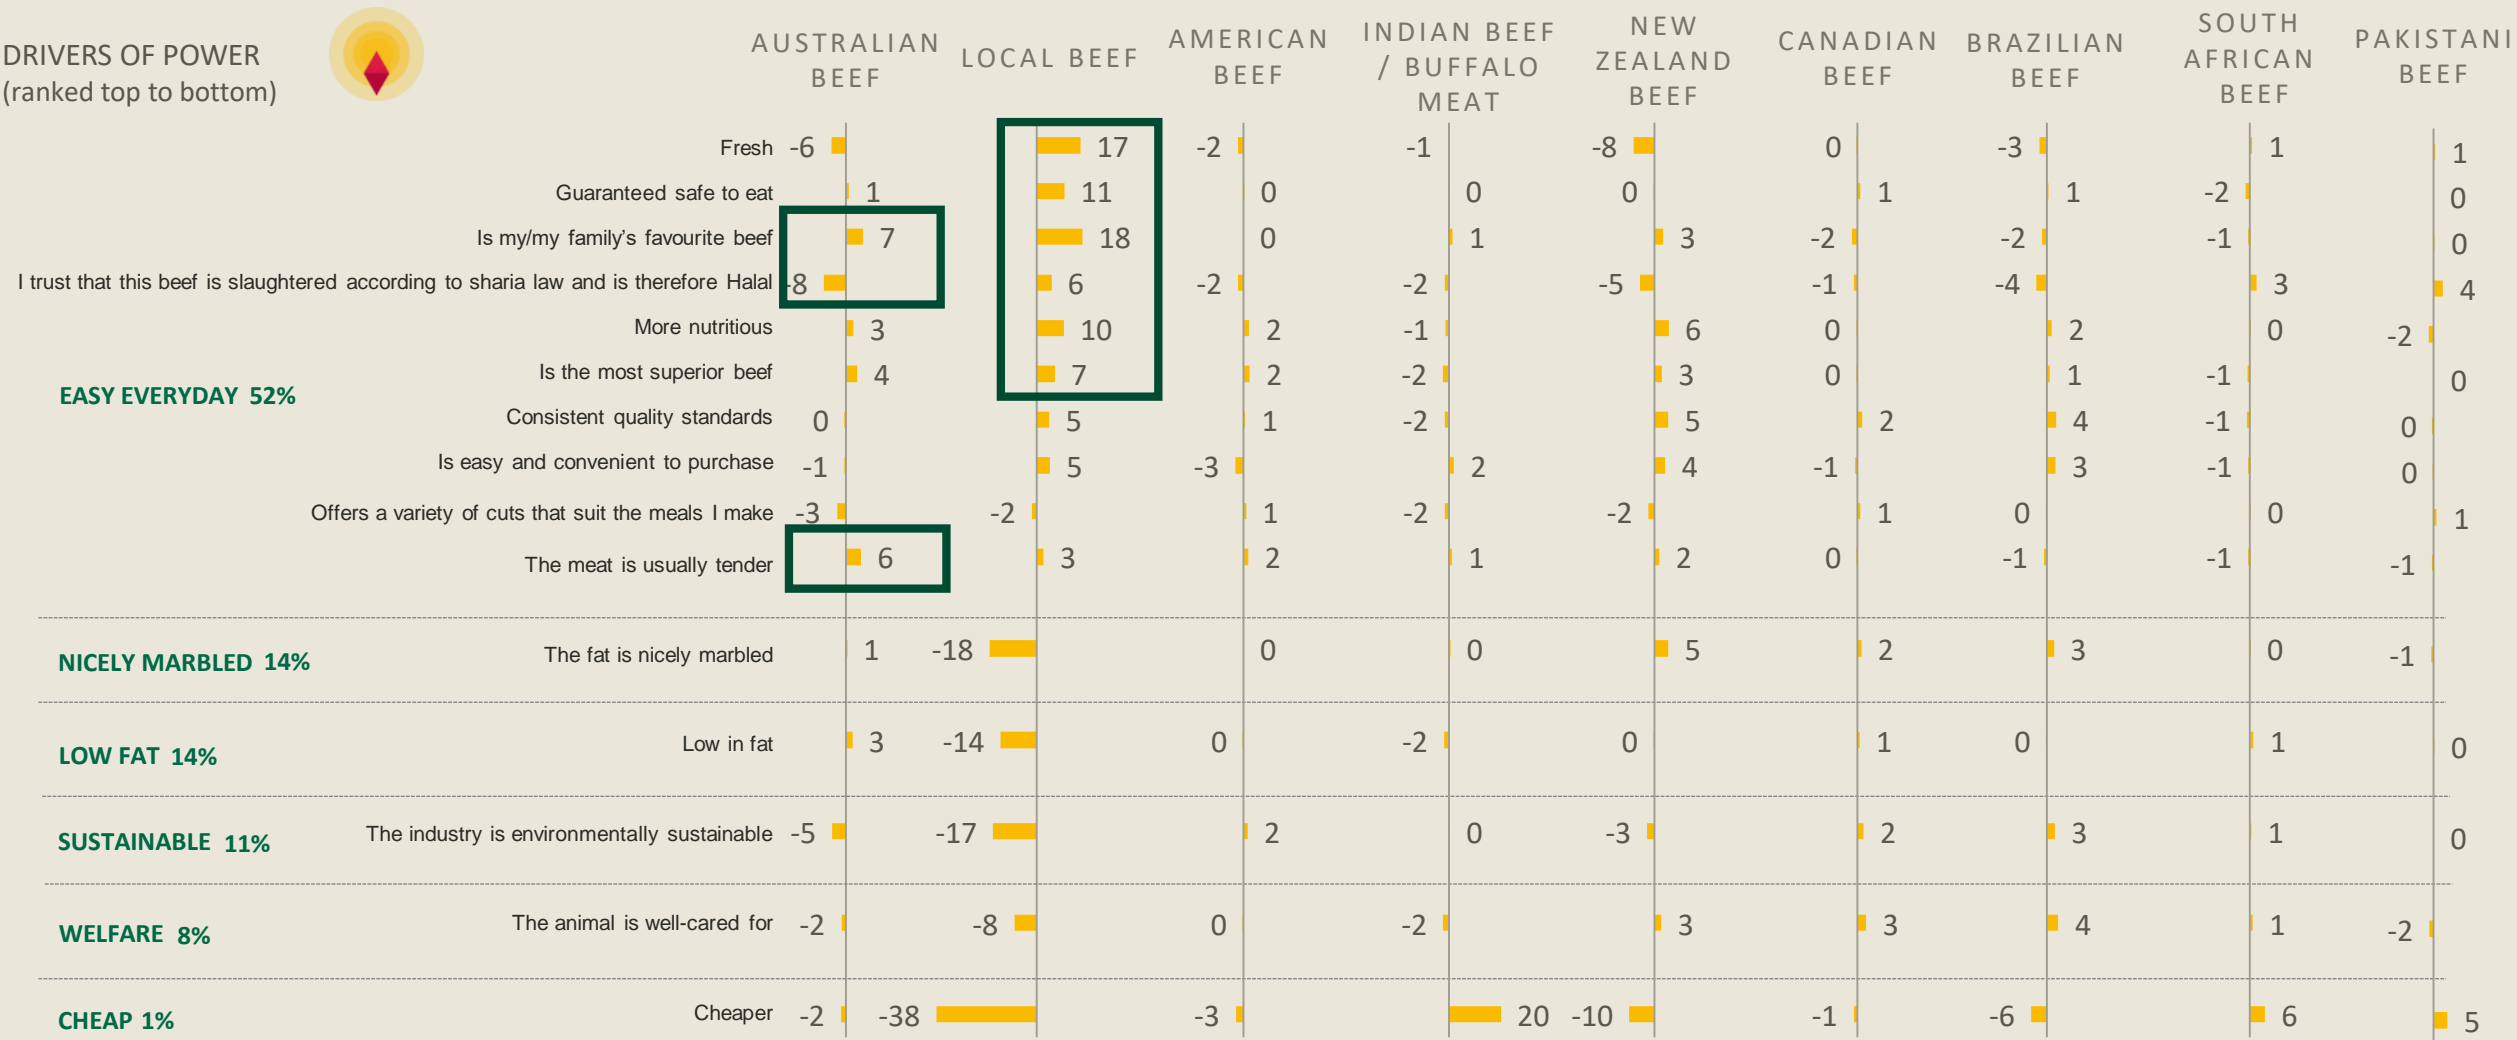 DRIVERS OF POWER
(ranked top to bottom)
AUSTRALIAN
BEEF
LOCAL BEEF
AMERICAN
BEEF
INDIAN BEEF
/ BUFFALO
MEAT
NEW
ZEALAND
BEEF
CANADIAN
BEEF
BRAZILIAN
BEEF
SOUTH
AFRICAN
BEEF
PAKISTANI
BEEF
Fresh -6 17 -2 -1 -8 0 -3 1 1
Guaranteed safe to eat 1 11 0 0 0 1 1 -2 0
Is my/my family's favourite beef 7 18 0 1 3 -2 -2 -1 0
I trust that this beef is slaughtered according to sharia law and is therefore Halal -8 6 -2 -2 -5 -1 -4 3 4
More nutritious 3 10 2 -1 6 0 2 0 -2
Is the most superior beef 4 7 2 -2 3 0 1 -1 0
EASY EVERYDAY 52%
Consistent quality standards 0 5 1 -2 5 2 4 -1 0
Is easy and convenient to purchase -1 5 -3 2 4 -1 3 -1 0
Offers a variety of cuts that suit the meals I make -3 -2 1 -2 -2 1 0 0 1
The meat is usually tender 6 3 2 1 2 0 -1 -1 -1
NICELY MARBLED 14% The fat is nicely marbled 1 -18 0 0 5 2 3 0 -1
LOW FAT 14% Low in fat 3 -14 0 -2 0 1 0 1 0
SUSTAINABLE 11% The industry is environmentally sustainable -5 -17 2 0 -3 2 3 1 0
WELFARE 8% The animal is well-cared for -2 -8 0 -2 3 3 4 1 -2
CHEAP 1% Cheaper -2 -38 -3 20 -10 -1 -6 6 5